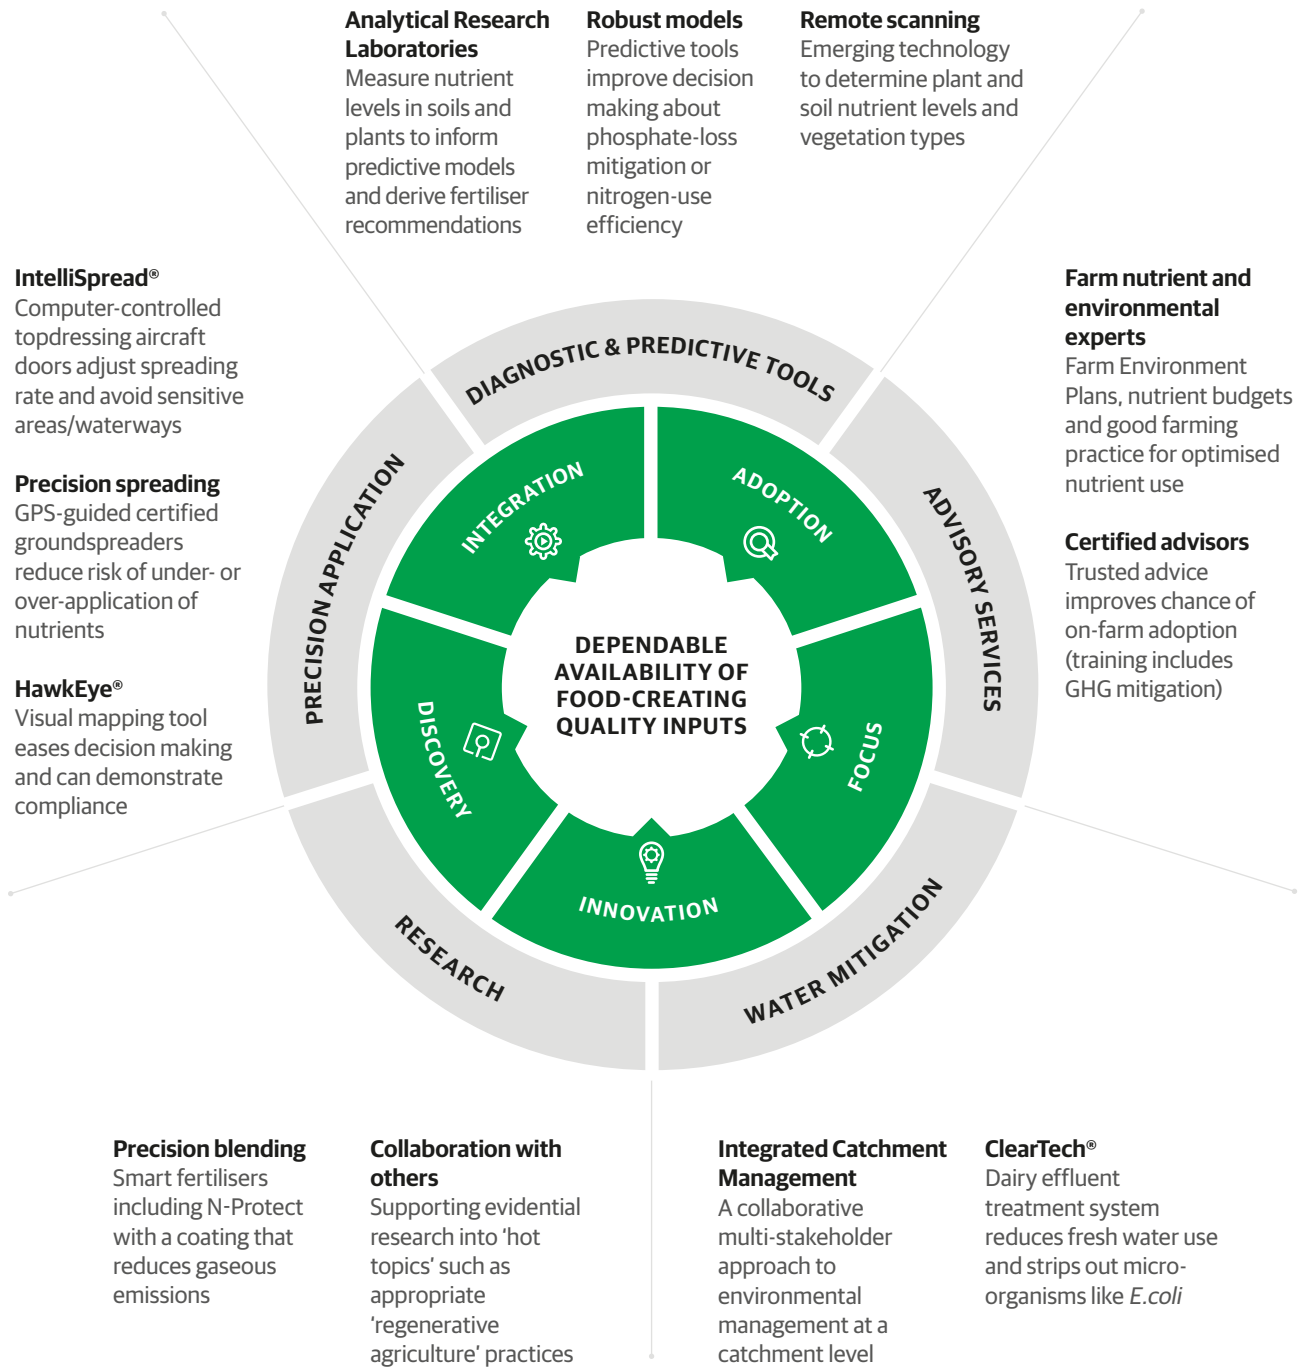 Analytical Research
Laboratories
Measure nutrient
levels in soils and
plants to inform
predictive models
and derive fertiliser
recommendations
Robust models
Predictive tools
improve decision
making about
phosphate-loss
mitigation or
nitrogen-use
efficiency
Remote scanning
Emerging technology
to determine plant and
soil nutrient levels and
vegetation types
IntelliSpread®
Computer-controlled
topdressing aircraft
doors adjust spreading
rate and avoid sensitive
areas/waterways
Precision spreading
GPS-guided certified
groundspreaders
reduce risk of under- or
over-application of
nutrients
HawkEye®
Visual mapping tool
eases decision making
and can demonstrate
compliance
Farm nutrient and
environmental
experts
Farm Environment
Plans, nutrient budgets
and good farming
practice for optimised
nutrient use
Certified advisors
Trusted advice
improves chance of
on-farm adoption
(training includes
GHG mitigation)
DIAGNOSTIC & PREDICTIVE TOOLS
PRECISION APPLICATION
ADVISORY SERVICES
RESEARCH
WATER MITIGATION
INTEGRATION
ADOPTION
DISCOVERY
FOCUS
INNOVATION
DEPENDABLE
AVAILABILITY OF
FOOD-CREATING
QUALITY INPUTS
Precision blending
Smart fertilisers
including N-Protect
with a coating that
reduces gaseous
emissions
Collaboration with
others
Supporting evidential
research into ‘hot
topics’ such as
appropriate
‘regenerative
agriculture’ practices
Integrated Catchment
Management
A collaborative
multi-stakeholder
approach to
environmental
management at a
catchment level
ClearTech®
Dairy effluent
treatment system
reduces fresh water use
and strips out micro-
organisms like E.coli